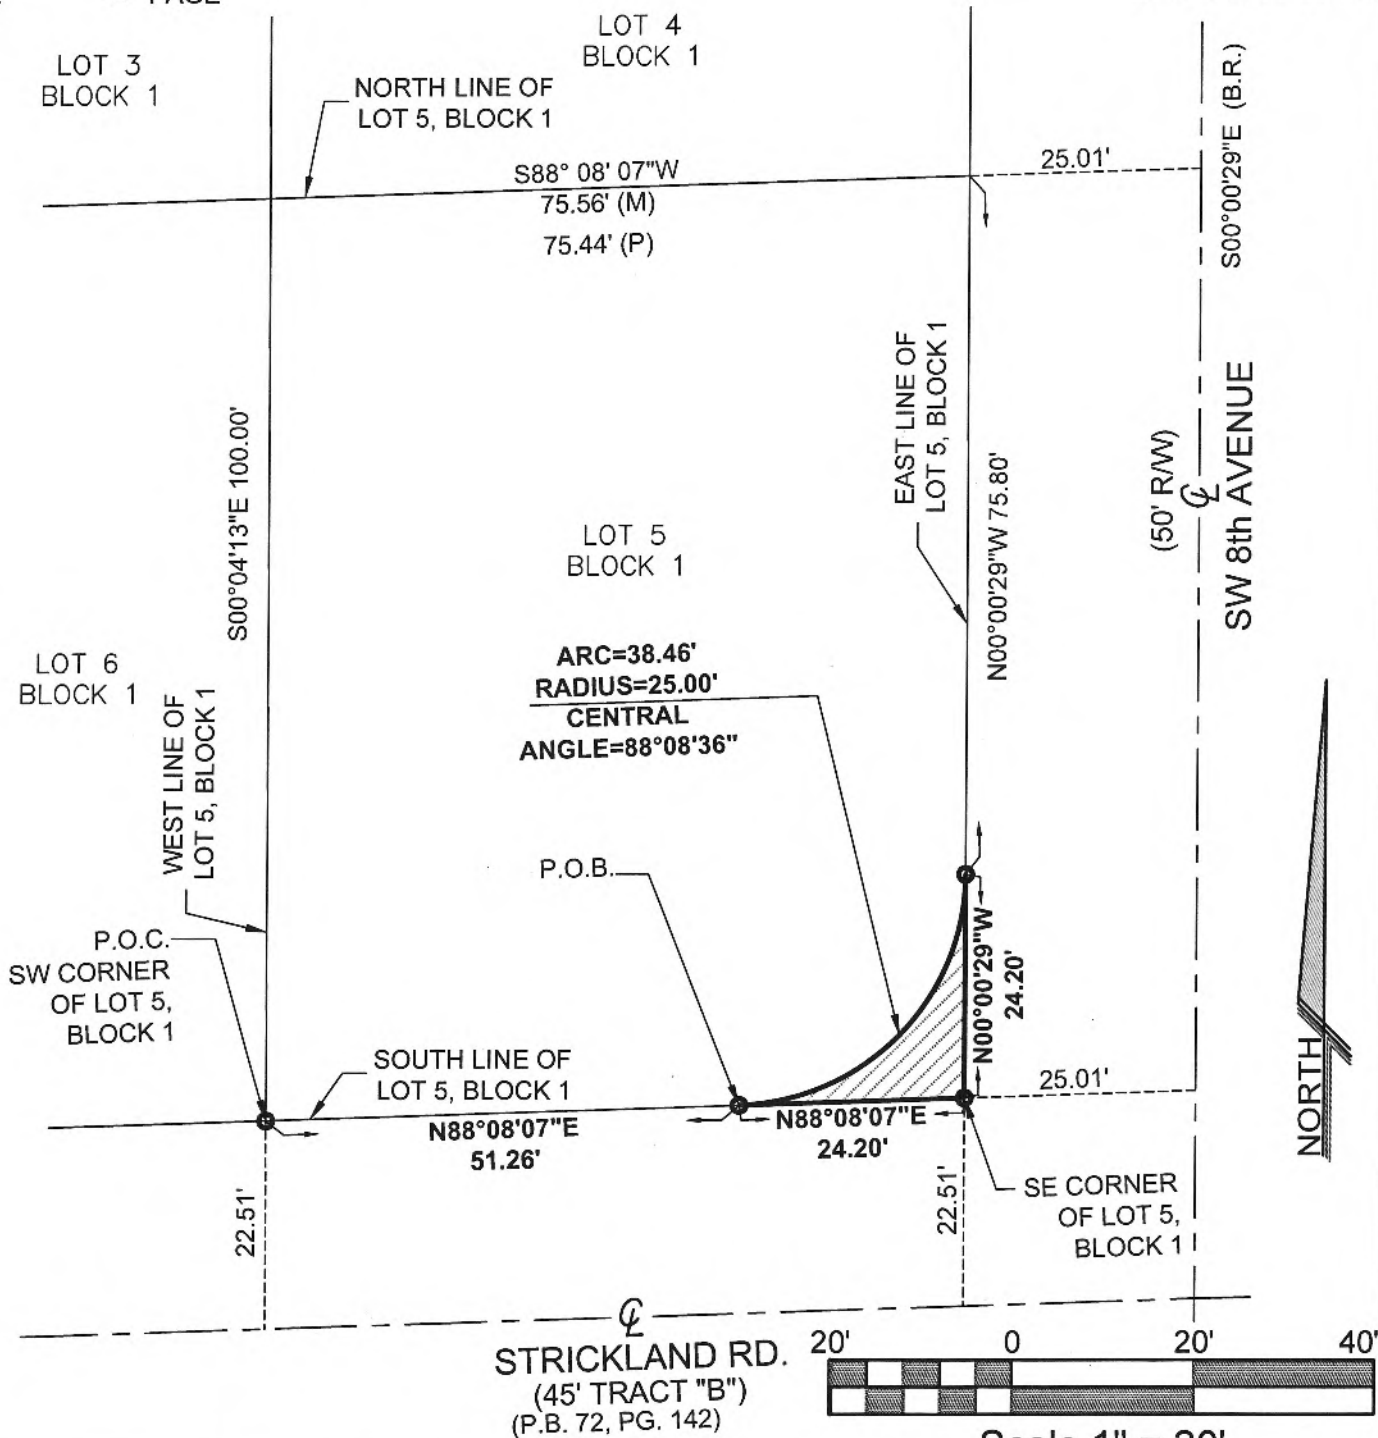 PAGE
LOT 3
BLOCK 1
LOT 4
BLOCK 1
NORTH LINE OF
LOT 5, BLOCK 1
S88° 08' 07"W
75.56' (M)
75.44' (P)
25.01'
S00°00'29"E (B.R.)
S00°04'13"E 100.00'
EAST LINE OF
LOT 5, BLOCK 1
N00°00'29"W 75.80'
(50' R/W)
SW 8th AVENUE
LOT 5
BLOCK 1
LOT 6
BLOCK 1
WEST LINE OF
LOT 5, BLOCK 1
ARC=38.46'
RADIUS=25.00'
CENTRAL
ANGLE=88°08'36"
P.O.B.
P.O.C.
SW CORNER
OF LOT 5,
BLOCK 1
N00°00'29"W
24.20'
SOUTH LINE OF
LOT 5, BLOCK 1
25.01'
N88°08'07"E
51.26'
N88°08'07"E
24.20'
22.51'
22.51'
SE CORNER
OF LOT 5,
BLOCK 1
NORTH
STRICKLAND RD.
(45' TRACT "B")
(P.B. 72, PG. 142)
20' 0 20' 40'